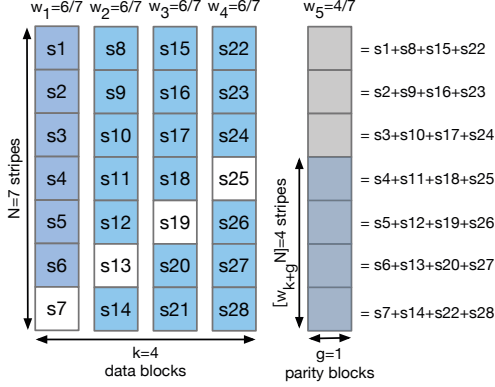 w1=6/7 w2=6/7 w3=6/7 w4=6/7 w5=4/7
s1 s8 s15 s22 = s1+s8+s15+s22
s2 s9 s16 s23 = s2+s9+s16+s23
s3 s10 s17 s24 = s3+s10+s17+s24
s4 s11 s18 s25 = s4+s11+s18+s25
s5 s12 s19 s26 = s5+s12+s19+s26
s6 s13 s20 s27 = s6+s13+s20+s27
s7 s14 s21 s28 = s7+s14+s22+s28
N=7 stripes
[wk+gN]=4 stripes
k=4
data blocks
g=1
parity blocks